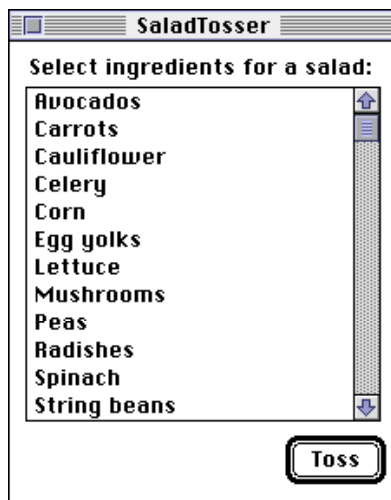 SaladTosser
Select ingredients for a salad:
Avocados
Carrots
Cauliflower
Celery
Corn
Egg yolks
Lettuce
Mushrooms
Peas
Radishes
Spinach
String beans
Toss